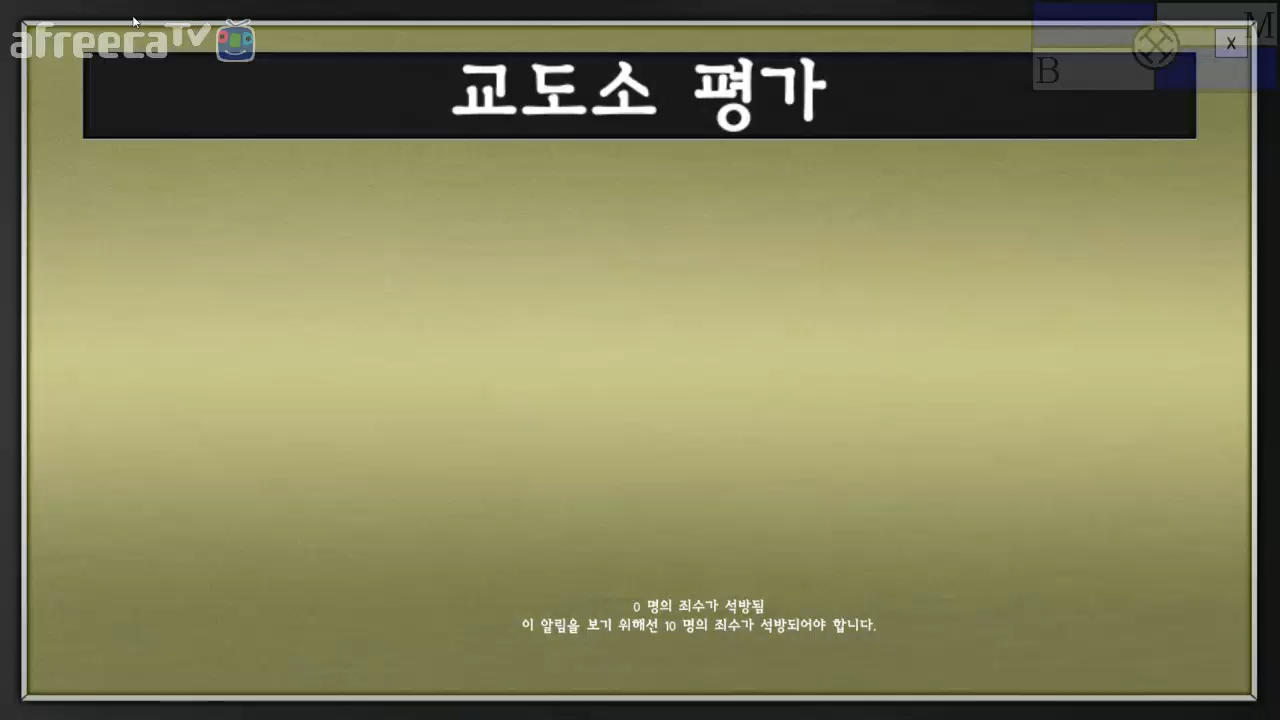 afreecaTV
M
X
B
교도소 평가
0 명의 죄수가 석방됨
이 알림을 보기 위해선 10 명의 죄수가 석방되어야 합니다.